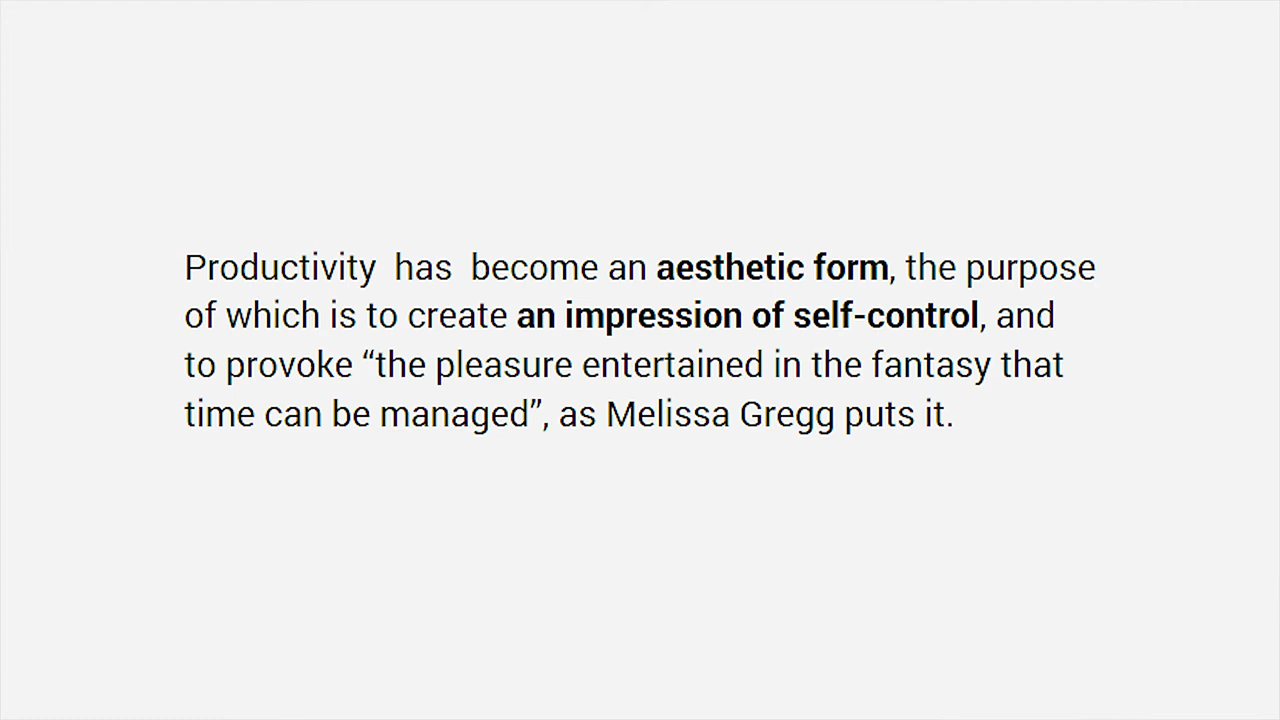 Productivity has become an aesthetic form, the purpose
of which is to create an impression of self-control, and
to provoke “the pleasure entertained in the fantasy that
time can be managed”, as Melissa Gregg puts it.